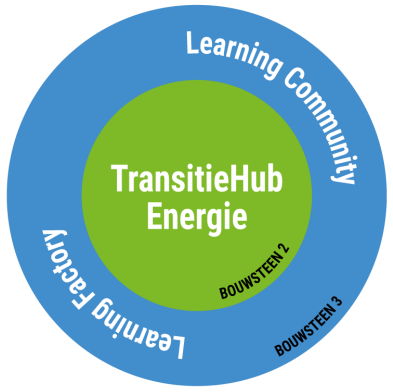 Learning Community
TransitieHub
Energie
BOUWSTEEN 2
Learning Factory
BOUWSTEEN 3